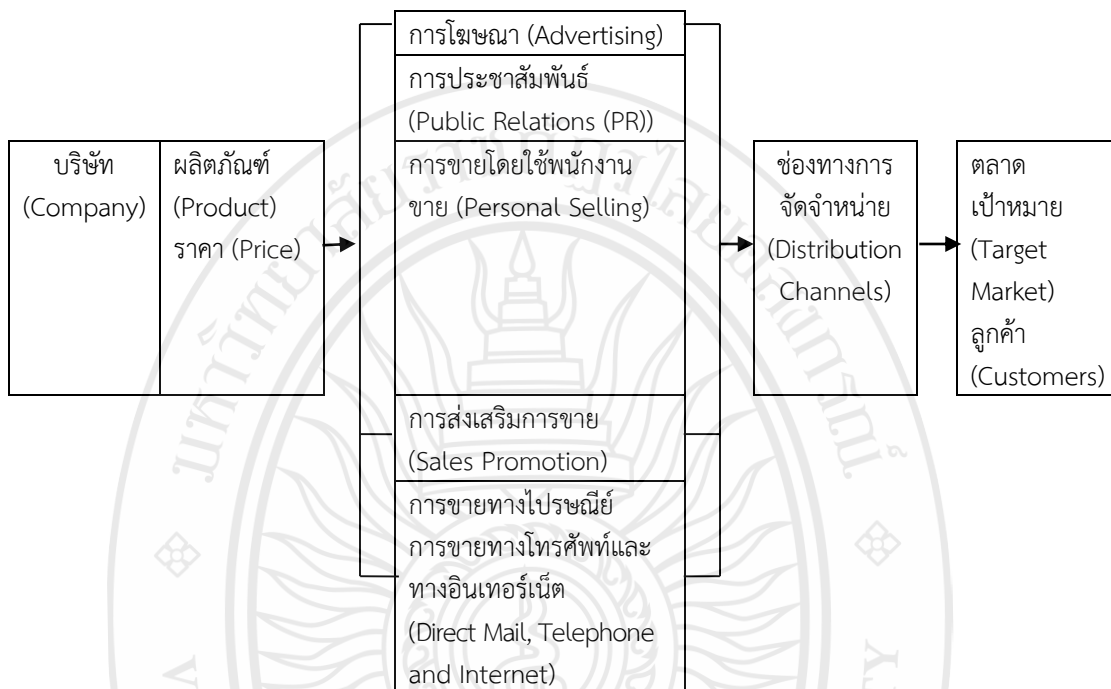 บริษัท
(Company)
ผลิตภัณฑ์
(Product)
ราคา (Price)
การโฆษณา (Advertising)
การประชาสัมพันธ์
(Public Relations (PR))
การขายโดยใช้พนักงาน
ขาย (Personal Selling)
การส่งเสริมการขาย
(Sales Promotion)
การขายทางไปรษณีย์
การขายทางโทรศัพท์และ
ทางอินเทอร์เน็ต
(Direct Mail, Telephone
and Internet)
ช่องทางการ
จัดจำหน่าย
(Distribution
Channels)
ตลาด
เป้าหมาย
(Target
Market)
ลูกค้า
(Customers)